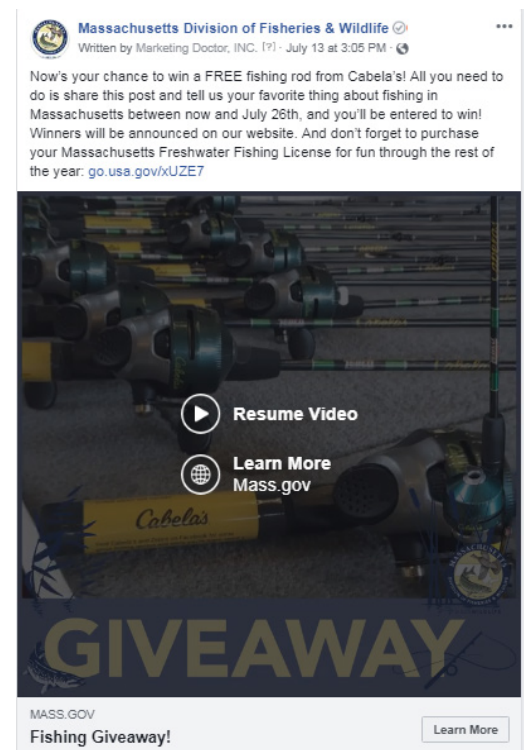 Massachusetts Division of Fisheries & Wildlife
Written by Marketing Doctor, INC. [?] · July 13 at 3:05 PM ·
Now's your chance to win a FREE fishing rod from Cabela's! All you need to
do is share this post and tell us your favorite thing about fishing in
Massachusetts between now and July 26th, and you'll be entered to win!
Winners will be announced on our website. And don't forget to purchase
your Massachusetts Freshwater Fishing License for fun through the rest of
the year: go.usa.gov/xUZE7
Cabela's
Resume Video
Learn More
Mass.gov
Cabela's
MASSACHUSETTS
GIVEAWAY
MASS.GOV
Fishing Giveaway!
Learn More